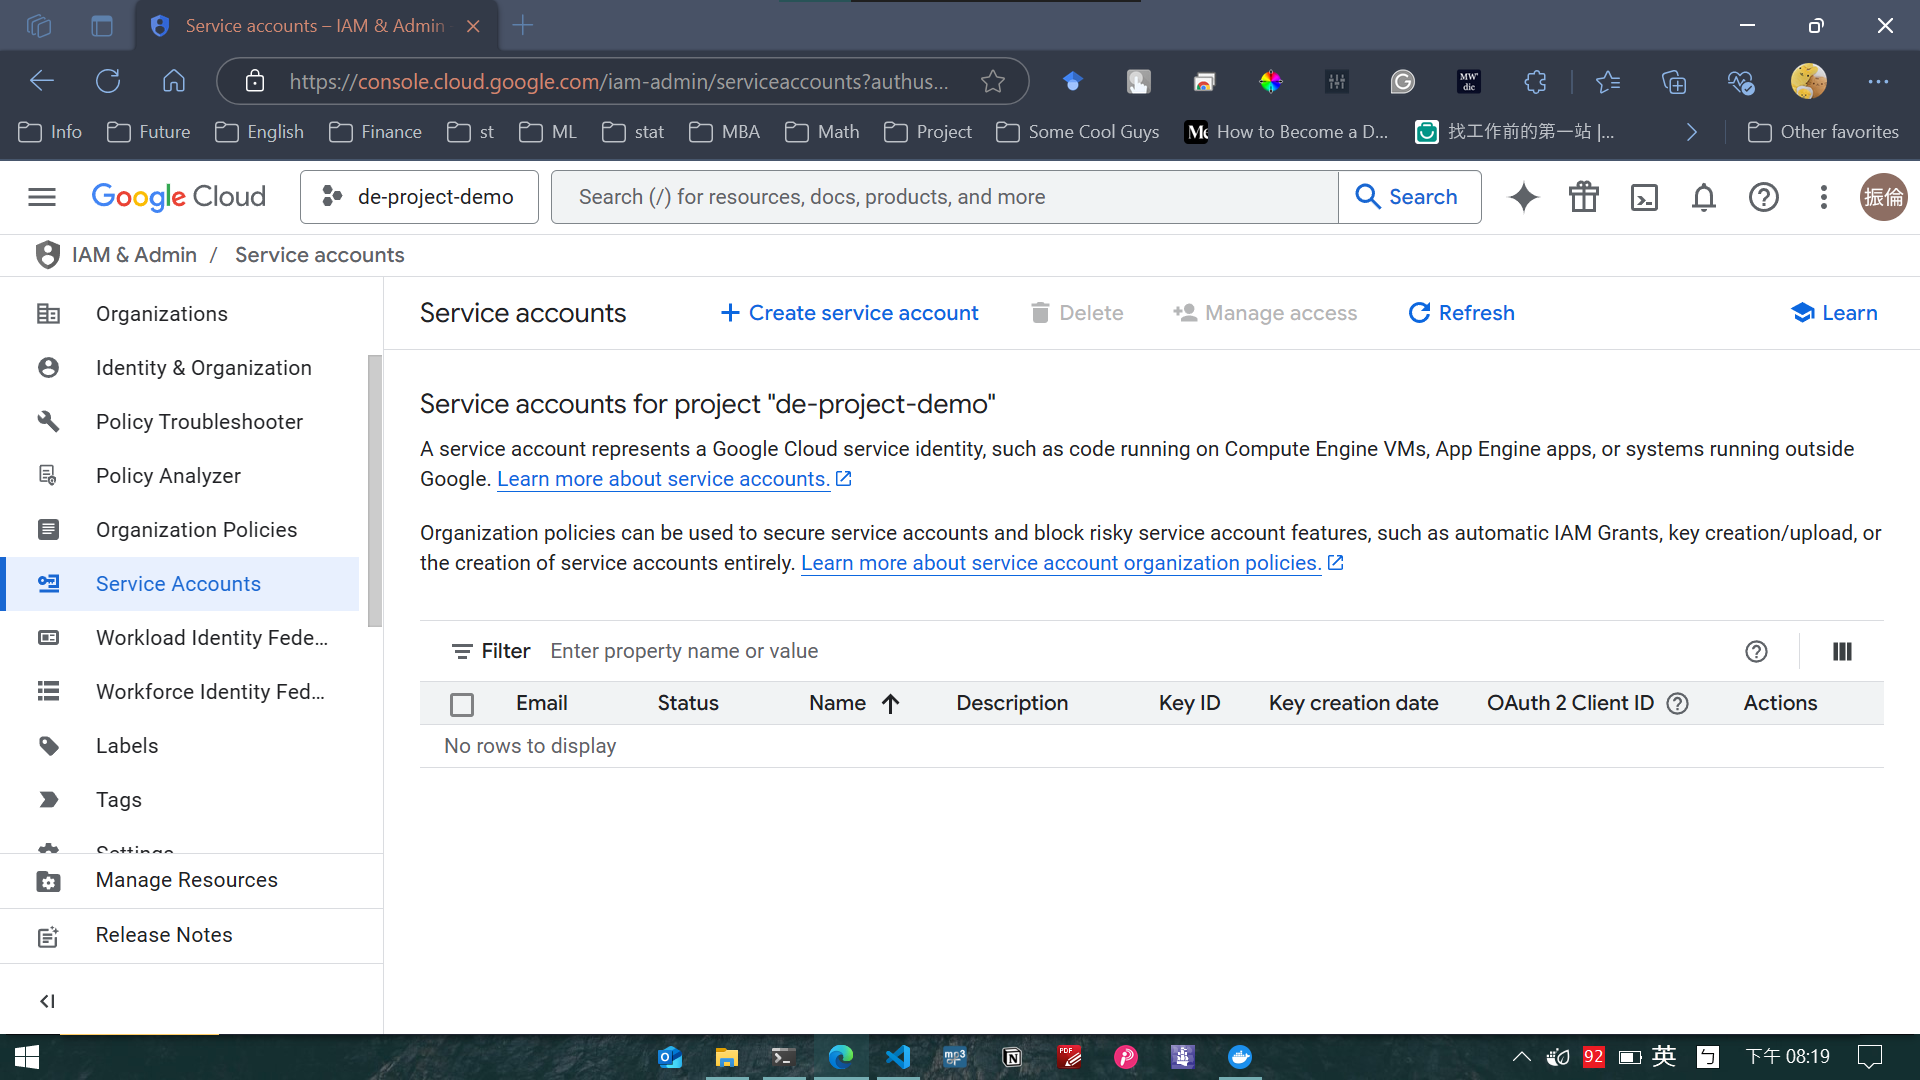 Service accounts – IAM & Admin
https://console.cloud.google.com/iam-admin/serviceaccounts?authus...
MW
dic
Info
Future
English
Finance
st
ML
stat
MBA
Math
Project
Some Cool Guys
How to Become a D...
找工作前的第一站 |...
Other favorites
Google Cloud
de-project-demo
Search (/) for resources, docs, products, and more
Search
振倫
IAM & Admin / Service accounts
Organizations
Identity & Organization
Policy Troubleshooter
Policy Analyzer
Organization Policies
Service Accounts
Workload Identity Fede...
Workforce Identity Fed...
Labels
Tags
Settings
Manage Resources
Release Notes
Service accounts
Create service account
Delete
Manage access
Refresh
Learn
Service accounts for project "de-project-demo"
A service account represents a Google Cloud service identity, such as code running on Compute Engine VMs, App Engine apps, or systems running outside
Google. Learn more about service accounts.
Organization policies can be used to secure service accounts and block risky service account features, such as automatic IAM Grants, key creation/upload, or
the creation of service accounts entirely. Learn more about service account organization policies.
Filter Enter property name or value
Email Status Name Description Key ID Key creation date OAuth 2 Client ID Actions
No rows to display
mp3
PDF
92
英
ㄅ
下午 08:19